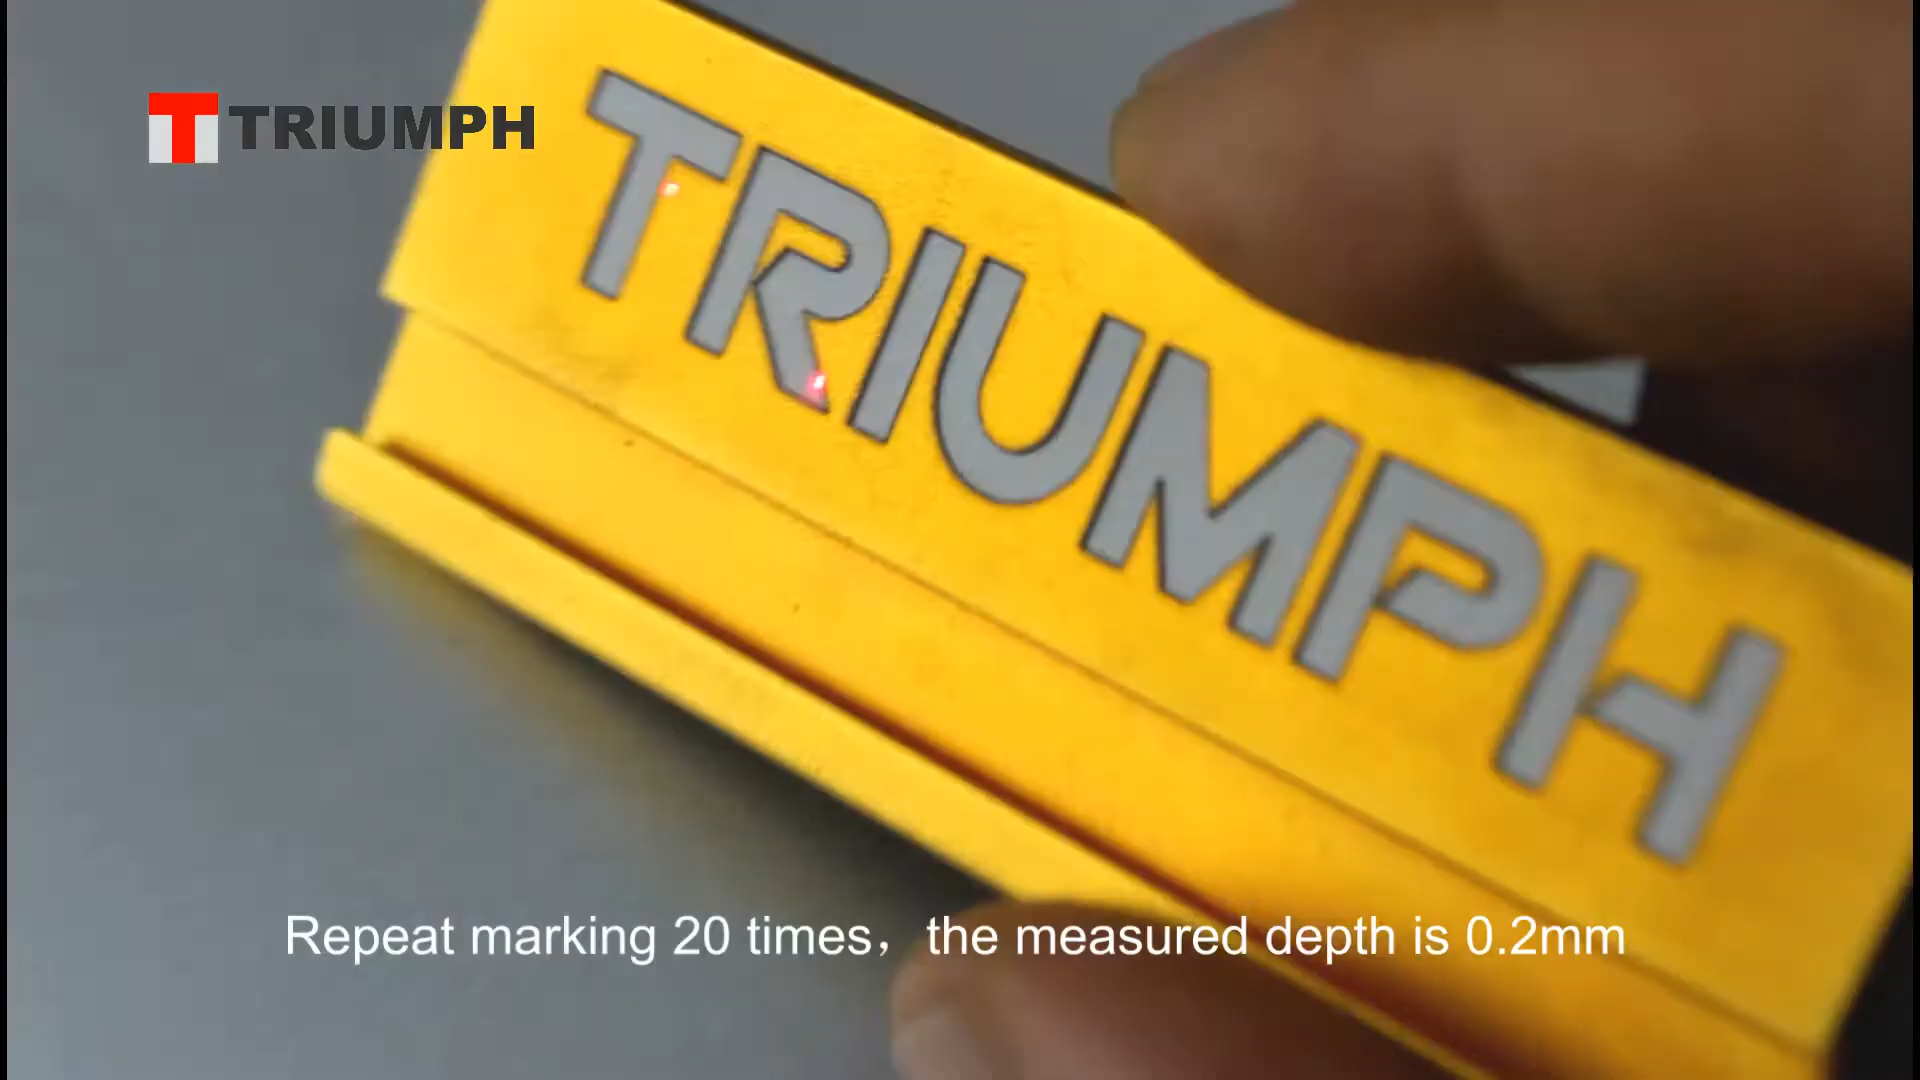 TRIUMPH
TRIUMPH
Repeat marking 20 times，the measured depth is 0.2mm